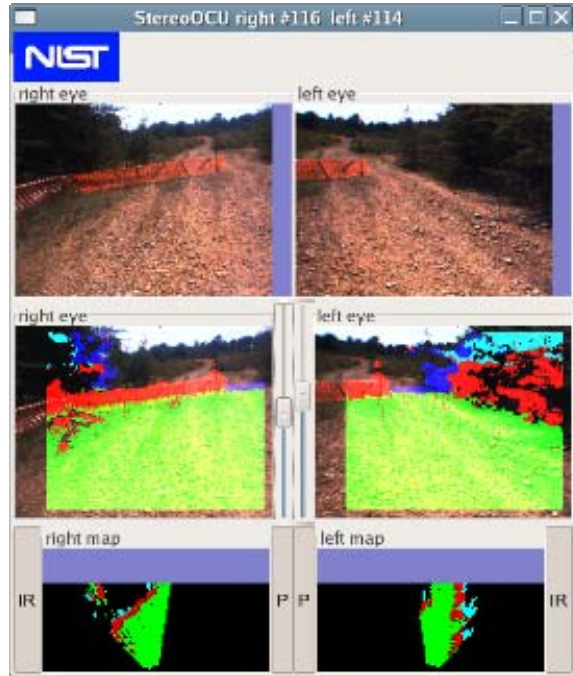 StereoOCU right #116 left #114
NIST
right eye
left eye
right eye
left eye
right map
left map
IR
P
P
IR